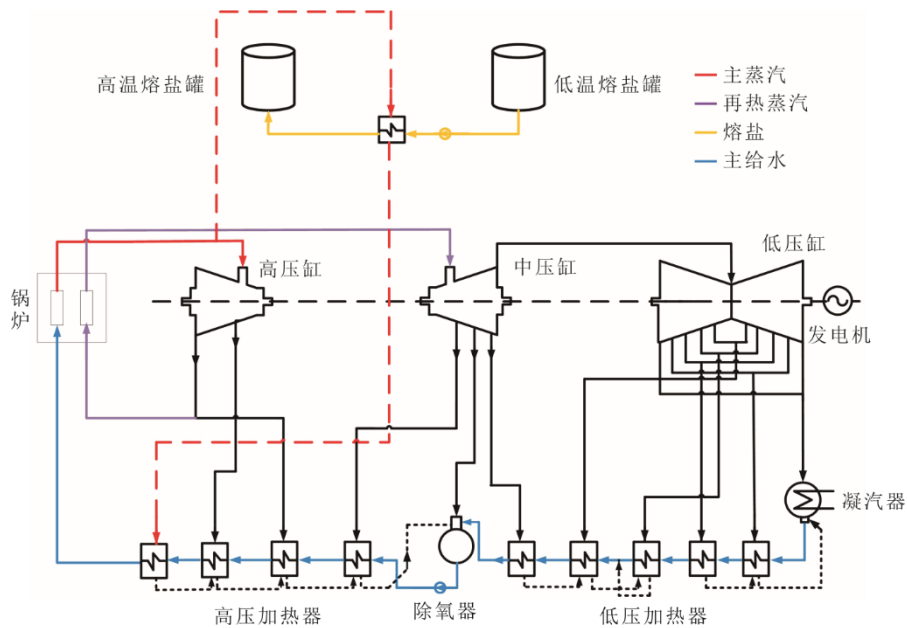 高温熔盐罐
低温熔盐罐
主蒸汽
再热蒸汽
熔盐
主给水
锅炉
高压缸
中压缸
低压缸
发电机
凝汽器
高压加热器
除氧器
低压加热器